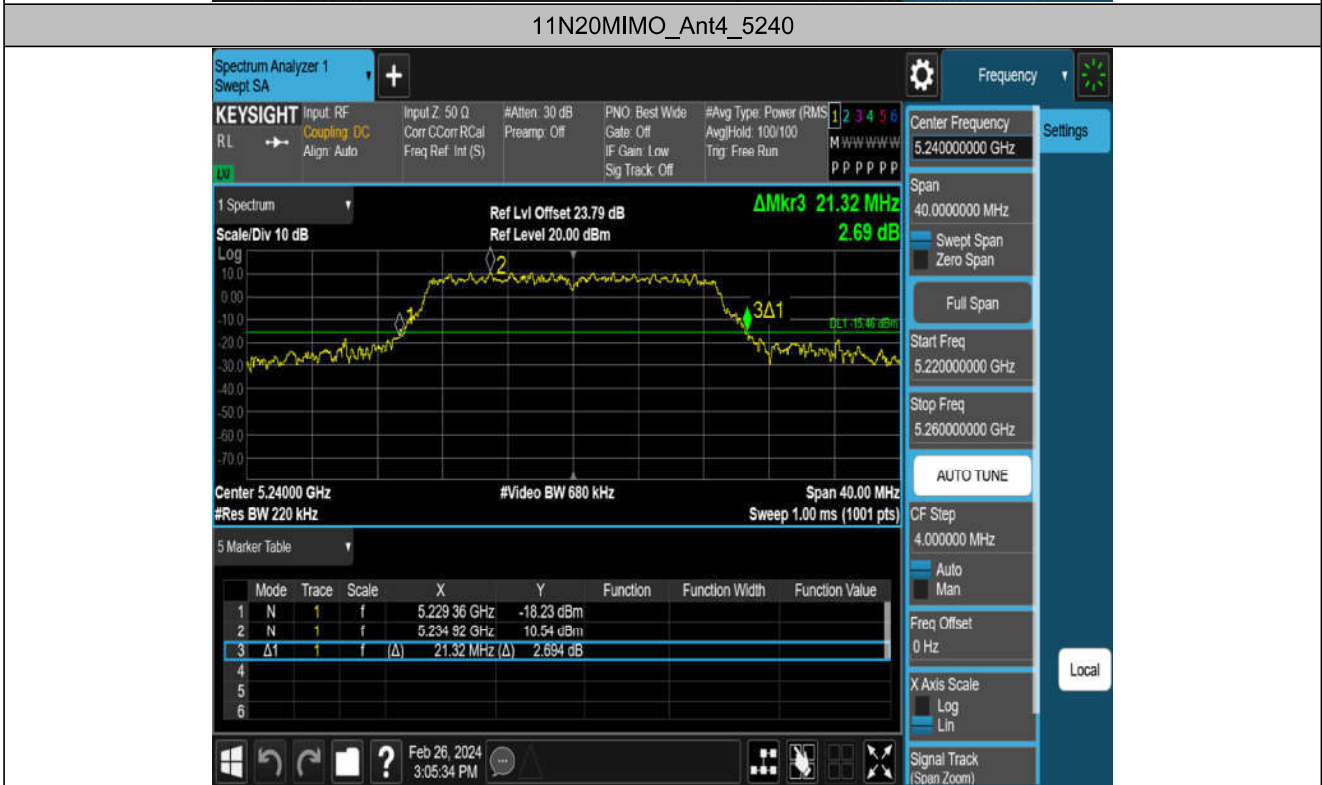 11N20MIMO_Ant4_5240
Spectrum Analyzer 1
Swept SA
+
Frequency
KEYSIGHT
RL
LXI
Input: RF
Coupling: DC
Align: Auto
Input Z: 50 Ω
Corr CCorr RCal
Freq Ref: Int (S)
#Atten: 30 dB
Preamp: Off
PNO: Best Wide
Gate: Off
IF Gain: Low
Sig Track: Off
#Avg Type: Power (RMS
Avg|Hold: 100/100
Trig: Free Run
1 2 3 4 5 6
M W W W W W
P P P P P P
1 Spectrum
Scale/Div 10 dB
Ref Lvl Offset 23.79 dB
Ref Level 20.00 dBm
ΔMkr3 21.32 MHz
2.69 dB
Log
10.0
0.00
-10.0
-20.0
-30.0
-40.0
-50.0
-60.0
-70.0
2
1
3Δ1
DL1 -15.46 dBm
Center 5.24000 GHz
#Video BW 680 kHz
Span 40.00 MHz
#Res BW 220 kHz
Sweep 1.00 ms (1001 pts)
5 Marker Table
Mode Trace Scale X Y Function Function Width Function Value
1 N 1 f 5.229 36 GHz -18.23 dBm
2 N 1 f 5.234 92 GHz 10.54 dBm
3 Δ1 1 f (Δ) 21.32 MHz (Δ) 2.694 dB
4
5
6
Feb 26, 2024
3:05:34 PM
?
Center Frequency
5.240000000 GHz
Settings
Span
40.0000000 MHz
Swept Span
Zero Span
Full Span
Start Freq
5.220000000 GHz
Stop Freq
5.260000000 GHz
AUTO TUNE
CF Step
4.000000 MHz
Auto
Man
Freq Offset
0 Hz
Local
X Axis Scale
Log
Lin
Signal Track
(Span Zoom)